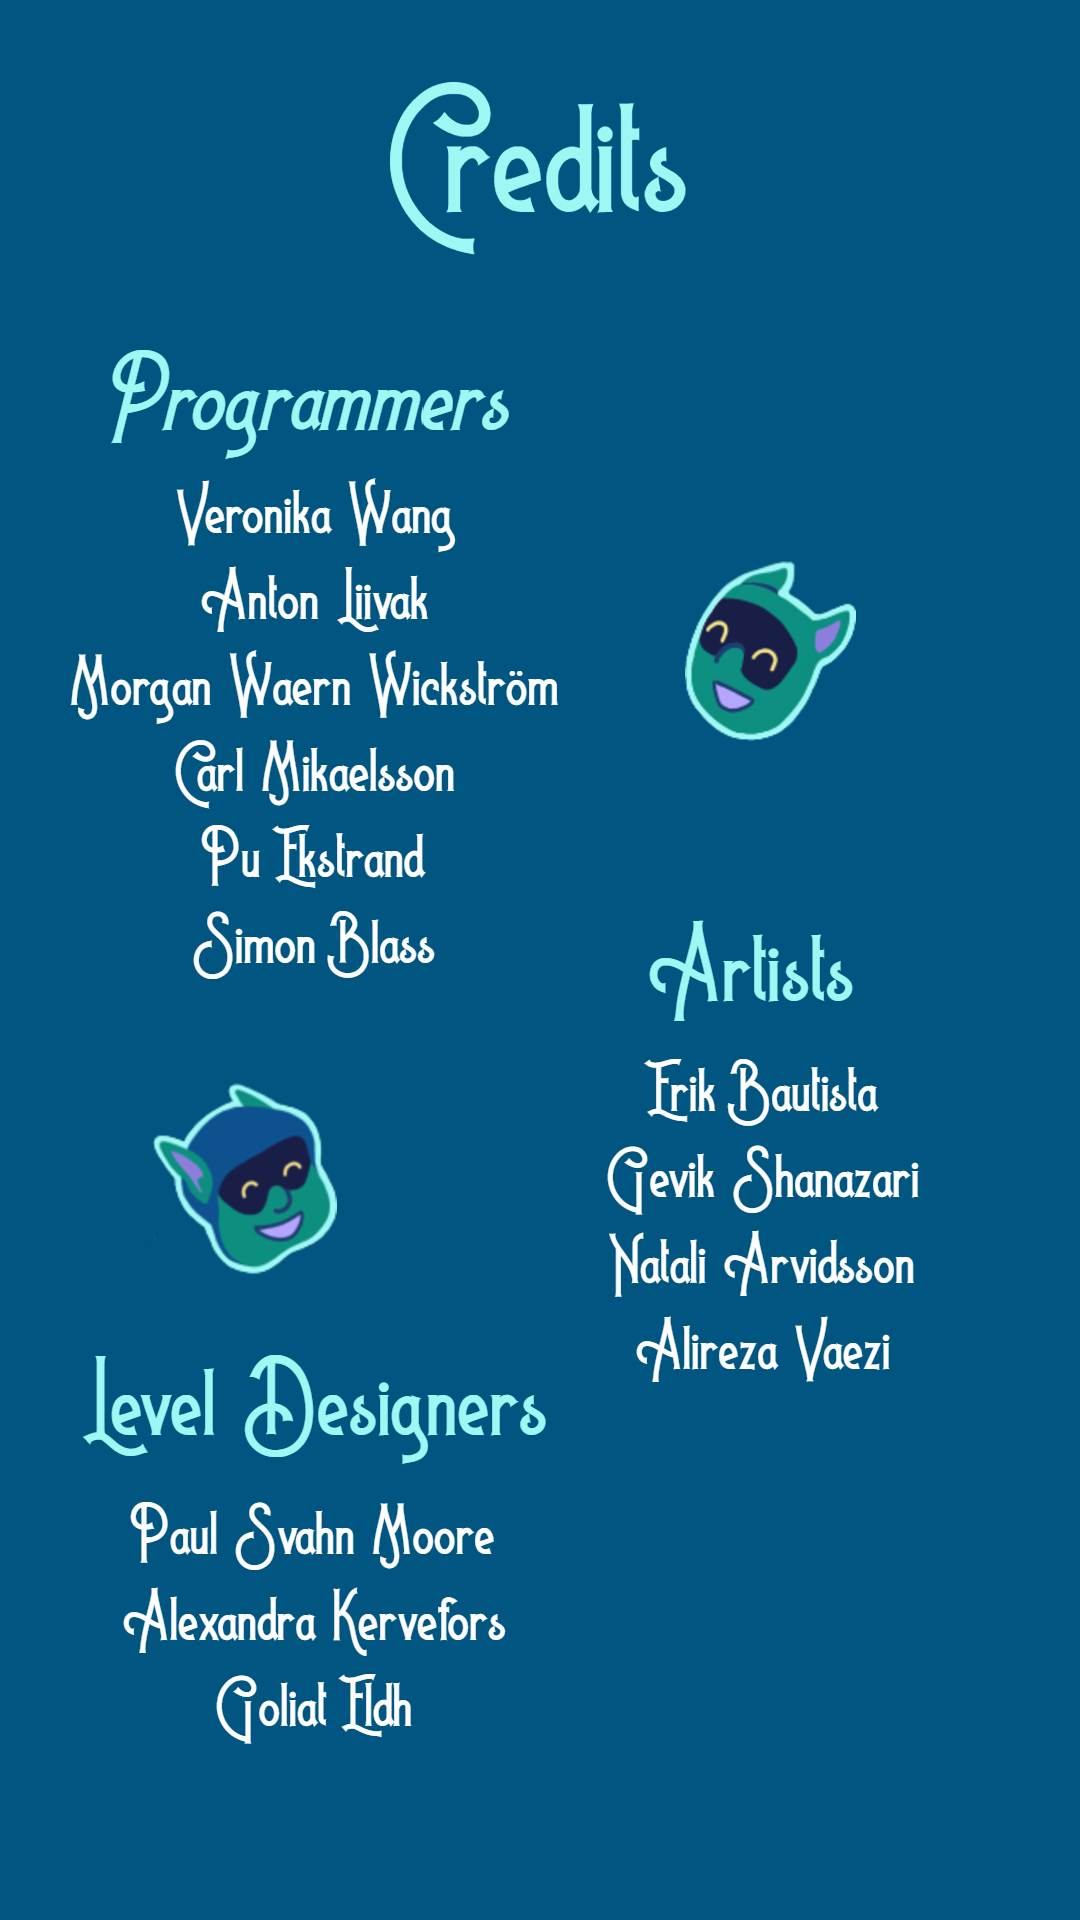 Credits
Programmers
Veronika Wang
Anton Liivak
Morgan Waern Wickström
Carl Mikaelsson
Pu Ekstrand
Simon Blass
Artists
Erik Bautista
Gevik Shanazari
Natali Arvidsson
Alireza Vaezi
Level Designers
Paul Svahn Moore
Alexandra Kervefors
Goliat Eldh